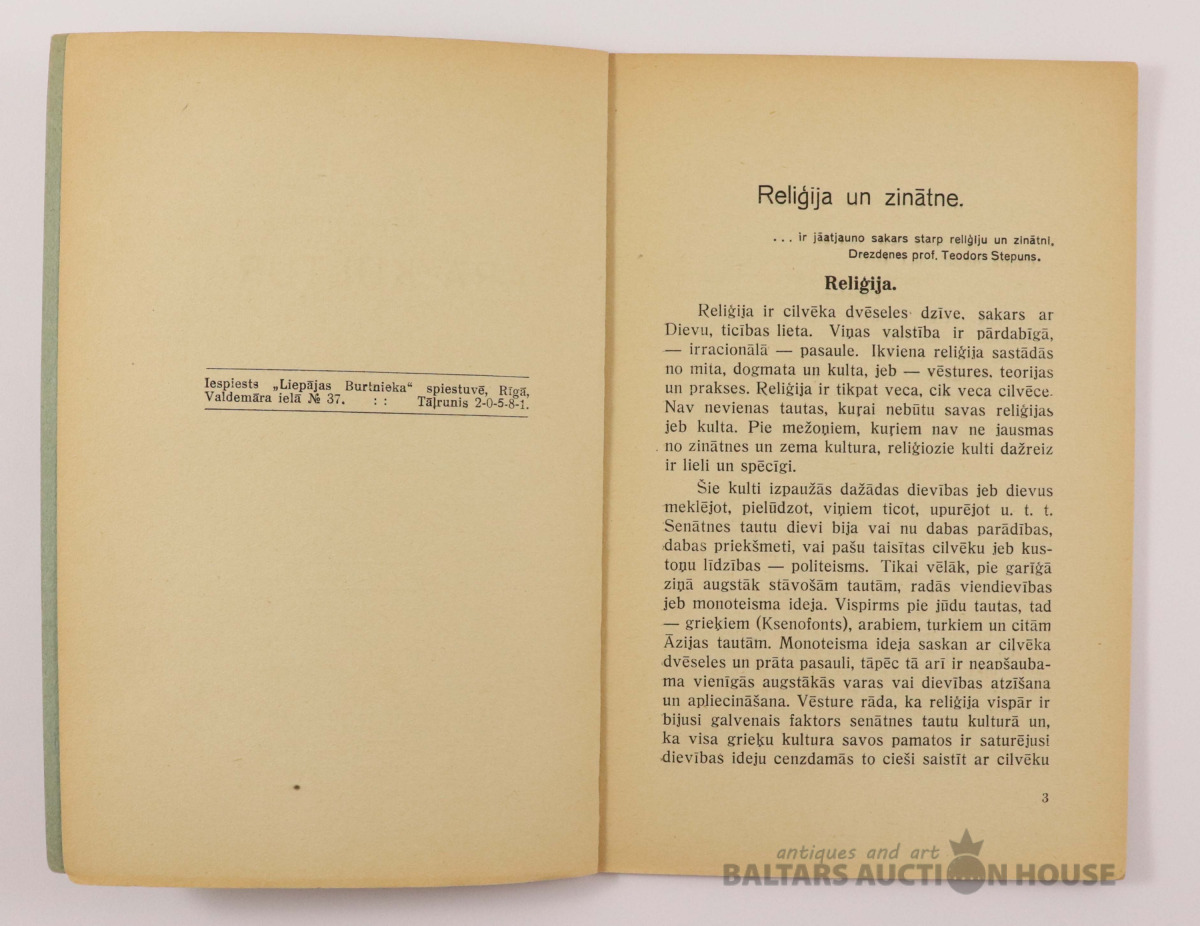 Iespiests „Liepājas Burtnieka“ spiestuvē, Rīgā,
Valdemāra ielā № 37. : : Tāļrunis 2-0-5-8-1.
Reliģija un zinātne.
... ir jāatjauno sakars starp reliģiju un zinātni,
Drezdenes prof. Teodors Stepuns.
Reliģija.
Reliģija ir cilvēka dvēseles dzīve, sakars ar
Dievu, ticības lieta. Viņas valstība ir pārdabīgā,
— irracionālā — pasaule. Ikviena reliģija sastādās
no mita, dogmata un kulta, jeb — vēstures, teorijas
un prakses. Reliģija ir tikpat veca, cik veca cilvēce.
Nav nevienas tautas, kuŗai nebūtu savas reliģijas
jeb kulta. Pie mežoņiem, kuŗiem nav ne jausmas
no zinātnes un zema kultura, reliģiozie kulti dažreiz
ir lieli un spēcīgi.
Šie kulti izpaužās dažādas dievības jeb dievus
meklējot, pielūdzot, viņiem ticot, upurējot u. t. t.
Senātnes tautu dievi bija vai nu dabas parādības,
dabas priekšmeti, vai pašu taisītas cilvēku jeb kus-
toņu līdzības — politeisms. Tikai vēlāk, pie garīgā
ziņā augstāk stāvošām tautām, radās viendievības
jeb monoteisma ideja. Vispirms pie jūdu tautas, tad
— grieķiem (Ksenofonts), arabiem, turkiem un citām
Āzijas tautām. Monoteisma ideja saskan ar cilvēka
dvēseles un prāta pasauli, tāpēc tā arī ir neapšauba-
ma vienīgās augstākās varas vai dievības atzīšana
un apliecināšana. Vēsture rāda, ka reliģija vispār ir
bijusi galvenais faktors senātnes tautu kulturā un,
ka visa grieķu kultura savos pamatos ir saturējusi
dievības ideju cenzdamās to cieši saistīt ar cilvēku
3
antiques and art
BALTARS AUCTION HOUSE